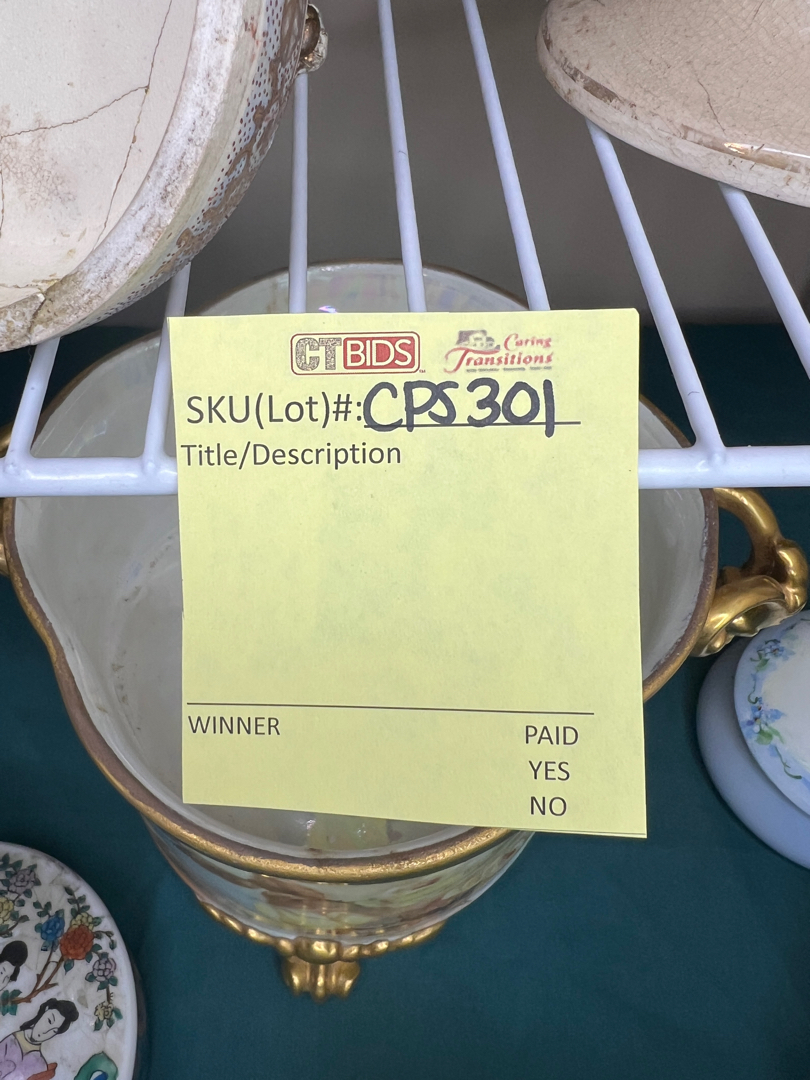 CTBIDS
Caring
Transitions
SKU(Lot)#:CPS301
Title/Description
WINNER
PAID
YES
NO